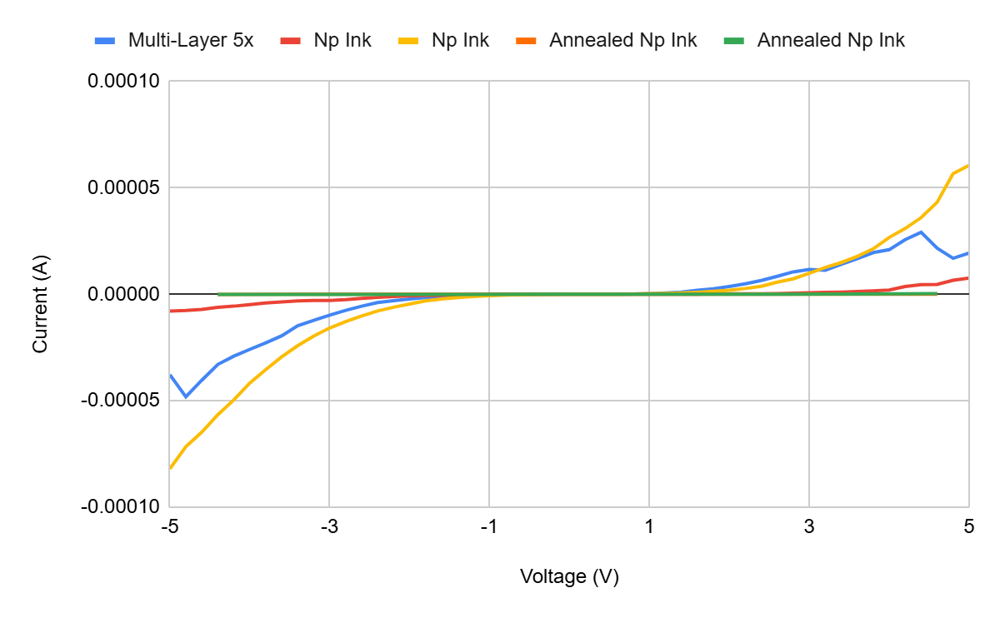 Multi-Layer 5x Np Ink Np Ink Annealed Np Ink Annealed Np Ink
0.00010
0.00005
0.00000
-0.00005
-0.00010
Current (A)
-5 -3 -1 1 3 5
Voltage (V)